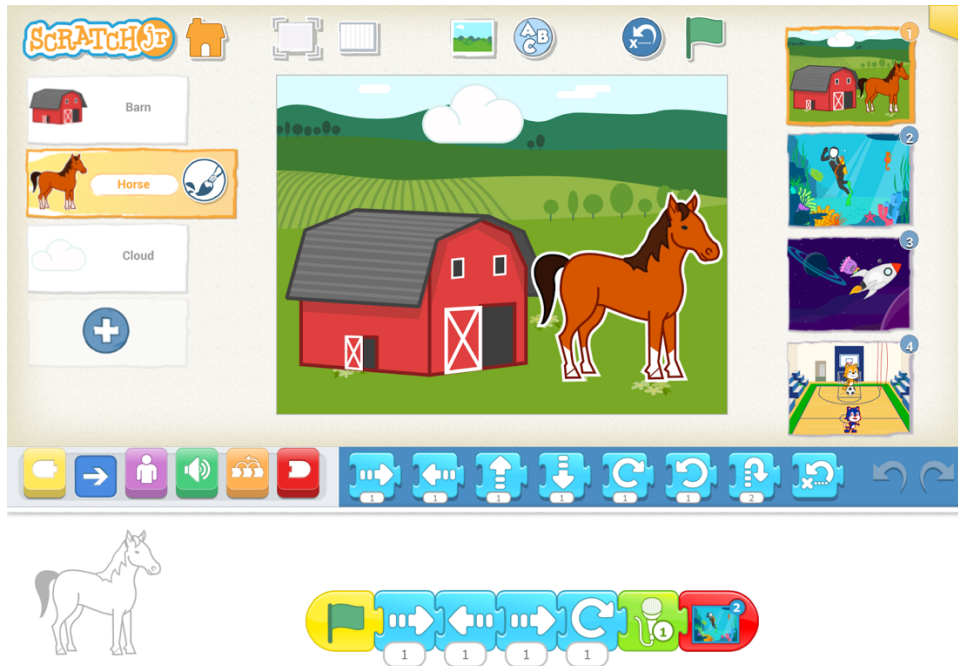 SCRATCH Jr
A B C
x
1
Barn
2
Horse
Cloud
3
4
1 1 1 1 1 1 2 x
2
1
1 1 1 1